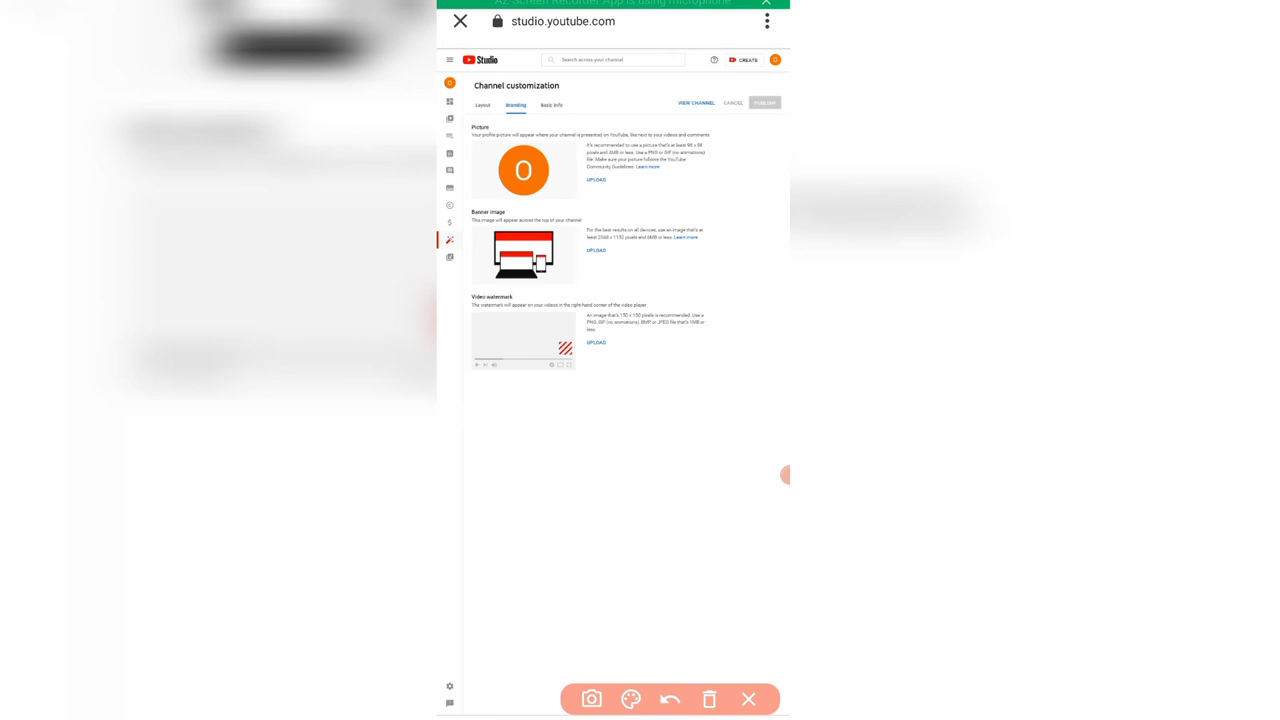 AZ Screen Recorder App is using microphone
studio.youtube.com
Studio
Search across your channel
CREATE
O
O
Channel customization
Layout
Branding
Basic info
VIEW CHANNEL
CANCEL
PUBLISH
Picture
Your profile picture will appear where your channel is presented on YouTube, like next to your videos and comments
O
It's recommended to use a picture that's at least 98 x 98
pixels and 4MB or less. Use a PNG or GIF (no animations)
file. Make sure your picture follows the YouTube
Community Guidelines. Learn more
UPLOAD
Banner image
This image will appear across the top of your channel
For the best results on all devices, use an image that's at
least 2048 x 1152 pixels and 6MB or less. Learn more
UPLOAD
Video watermark
The watermark will appear on your videos in the right-hand corner of the video player
An image that's 150 x 150 pixels is recommended. Use a
PNG, GIF (no animations), BMP or JPEG file that's 1MB or
less.
UPLOAD